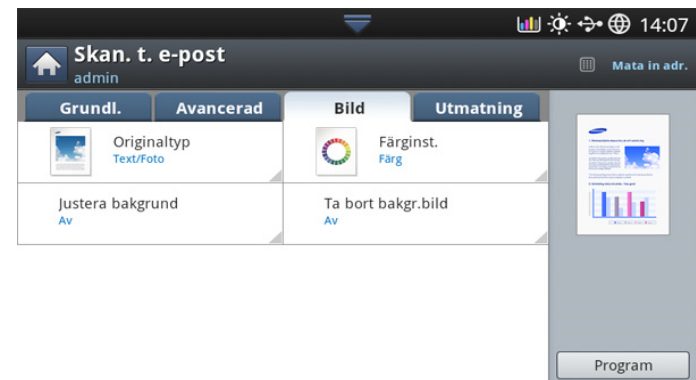 14:07
Skan. t. e-post
admin
Mata in adr.
Grundl. Avancerad Bild Utmatning
Originaltyp
Text/Foto
Färginst.
Färg
Justera bakgrund
Av
Ta bort bakgr.bild
Av
Program